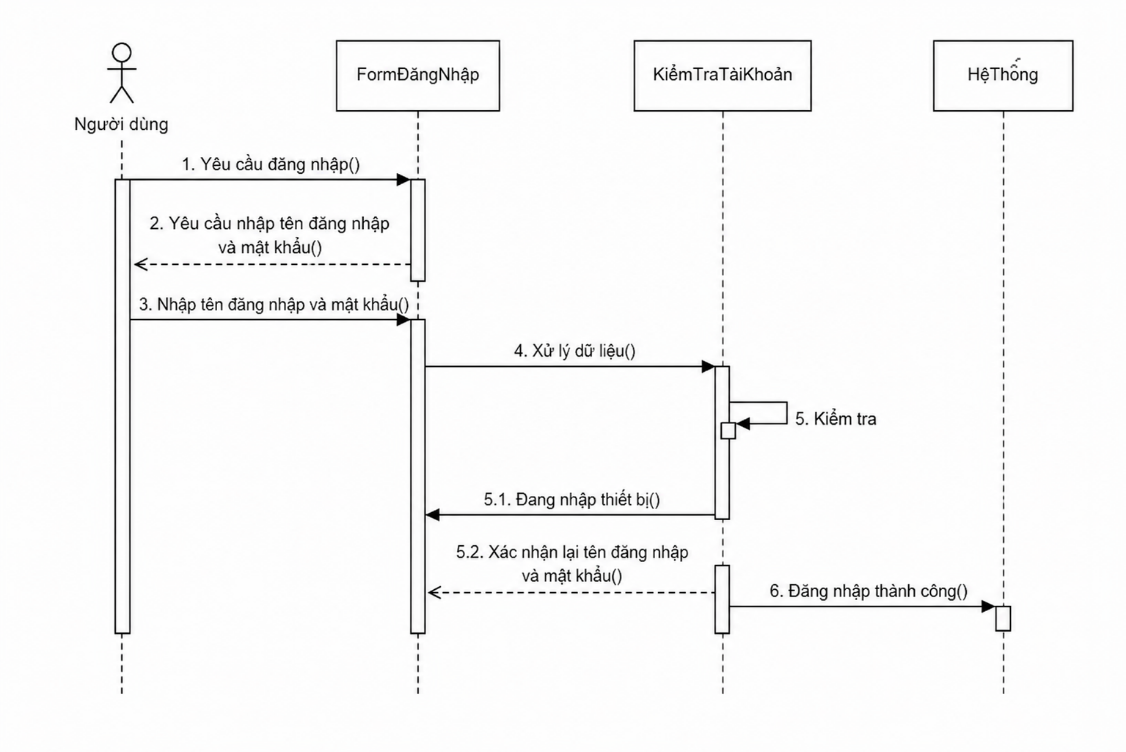 FormĐăngNhập
KiểmTraTàiKhoản
HệThống
Người dùng
1. Yêu cầu đăng nhập()
2. Yêu cầu nhập tên đăng nhập
và mật khẩu()
3. Nhập tên đăng nhập và mật khẩu()
4. Xử lý dữ liệu()
5. Kiểm tra
5.1. Đang nhập thiết bị()
5.2. Xác nhận lại tên đăng nhập
và mật khẩu()
6. Đăng nhập thành công()